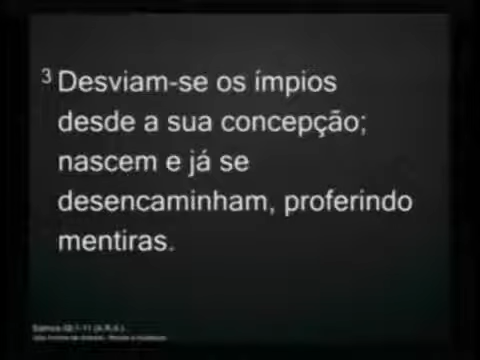 3 Desviam-se os ímpios
desde a sua concepção;
nascem e já se
desencaminham, proferindo
mentiras.